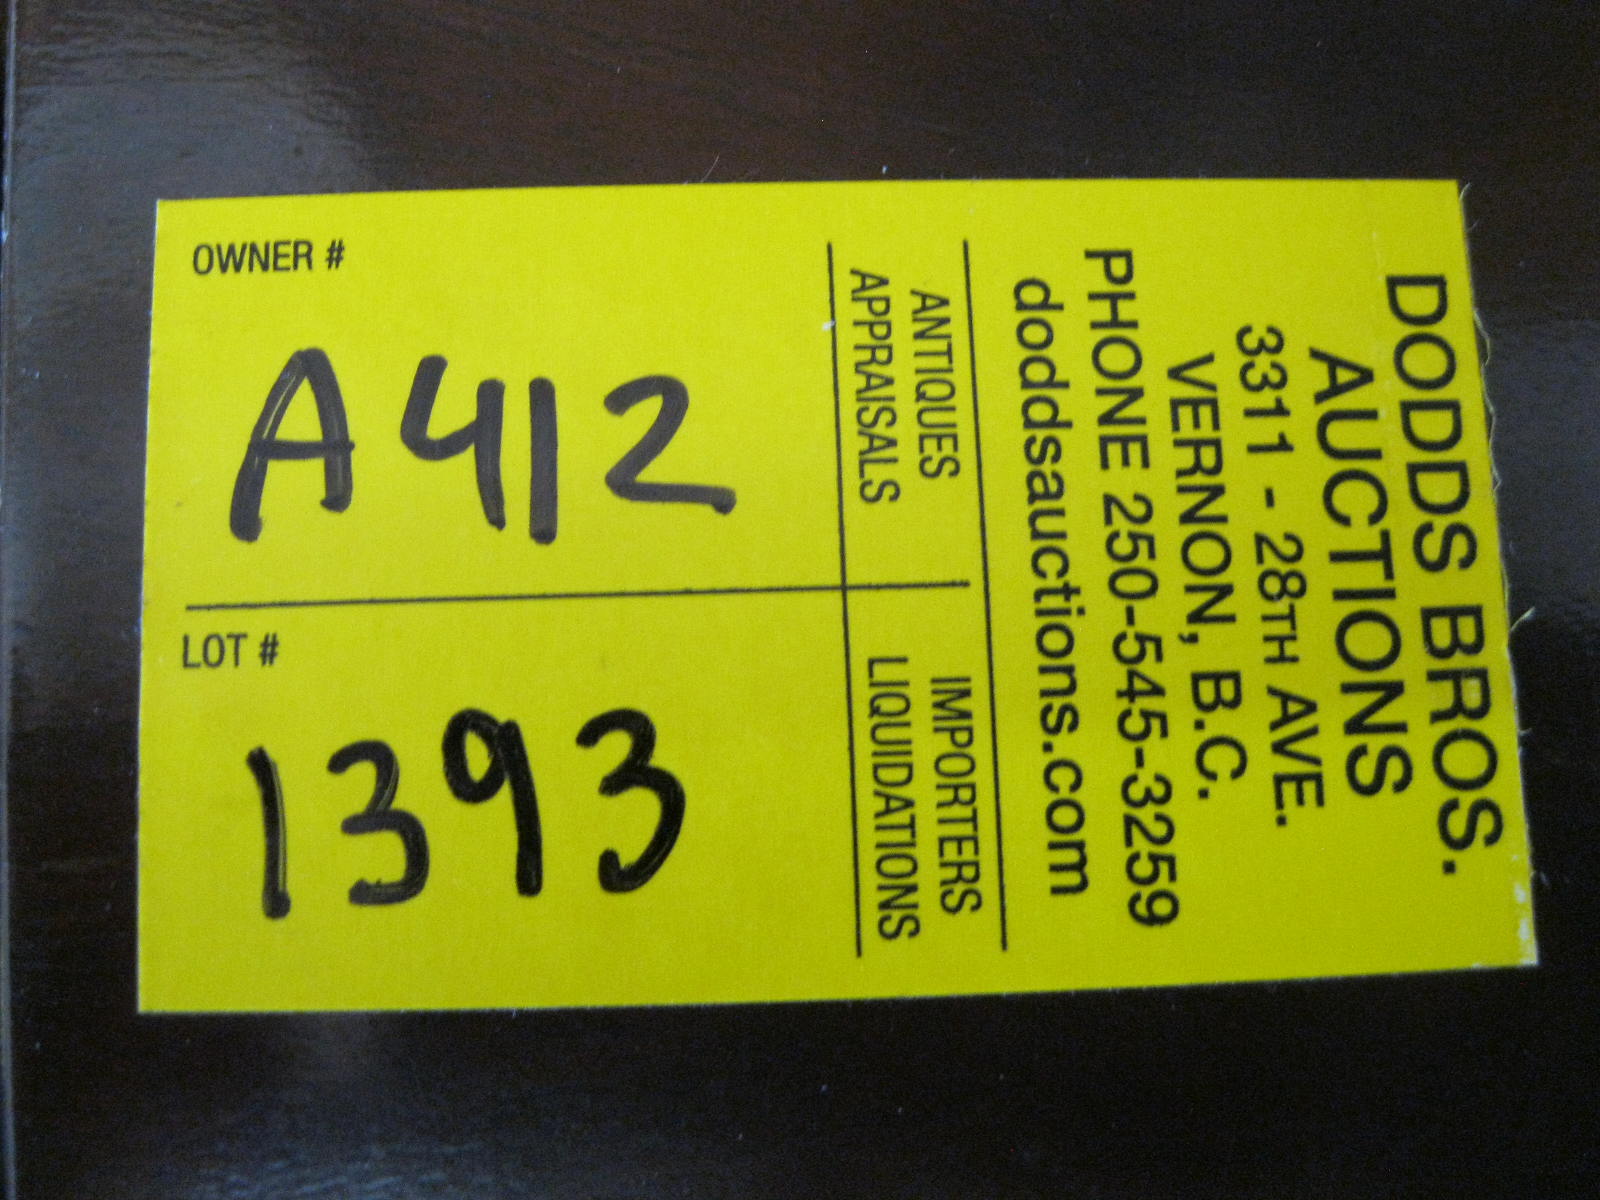 OWNER #
A412
LOT #
1393
DODDS BROS.
AUCTIONS
3311 - 28TH AVE.
VERNON, B.C.
PHONE 250-545-3259
doddsauctions.com
ANTIQUES
APPRAISALS
IMPORTERS
LIQUIDATIONS